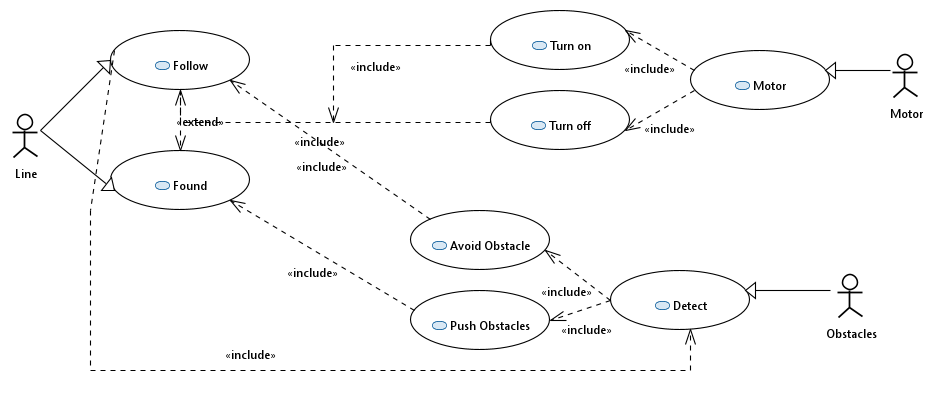 Turn on
Follow
«include»
«include»
Motor
Motor
«extend»
Turn off
«include»
Line
«include»
«include»
Found
Avoid Obstacle
«include»
«include»
Detect
Push Obstacles
«include»
Obstacles
«include»